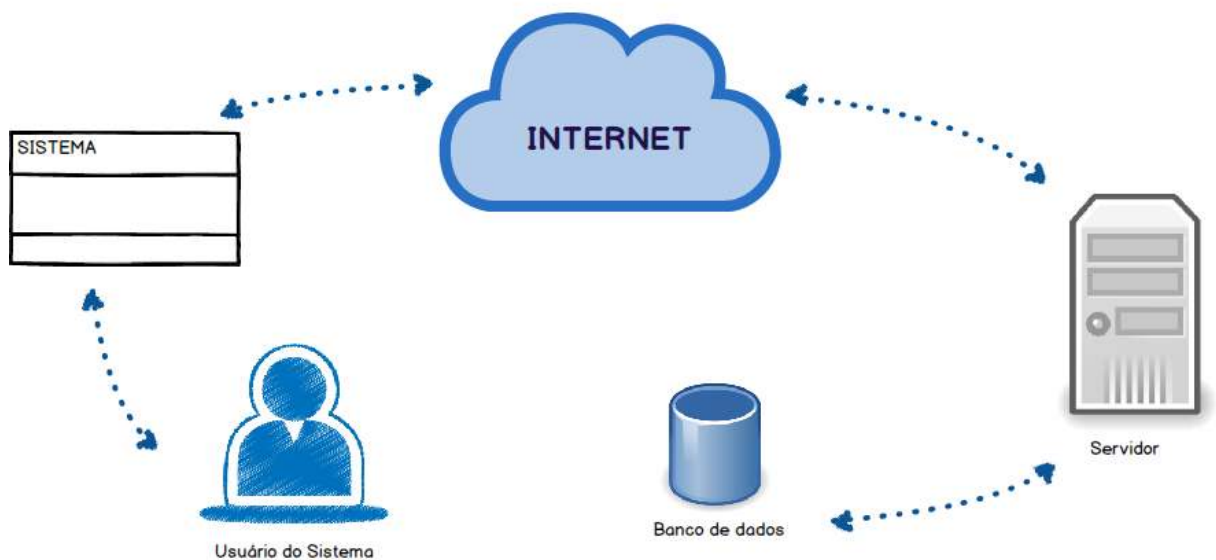 INTERNET
SISTEMA
Servidor
Banco de dados
Usuário do Sistema